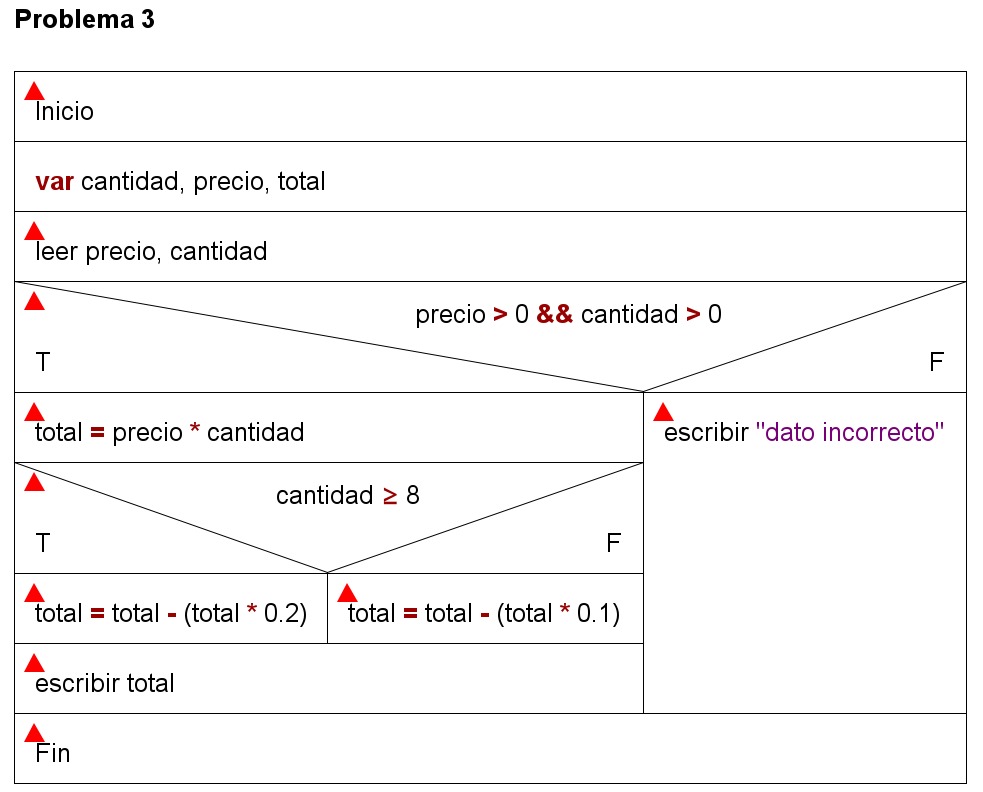 Problema 3
Inicio
var cantidad, precio, total
leer precio, cantidad
precio > 0 && cantidad > 0
T
F
total = precio * cantidad
escribir "dato incorrecto"
cantidad ≥ 8
T
F
total = total - (total * 0.2)
total = total - (total * 0.1)
escribir total
Fin